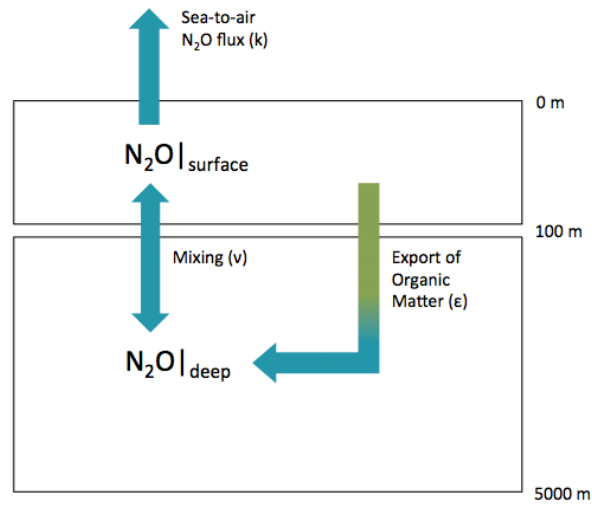 Sea-to-air
N₂O flux (k)
0 m
N₂O|surface
100 m
Mixing (ν)
Export of
Organic
Matter (ε)
N₂O|deep
5000 m